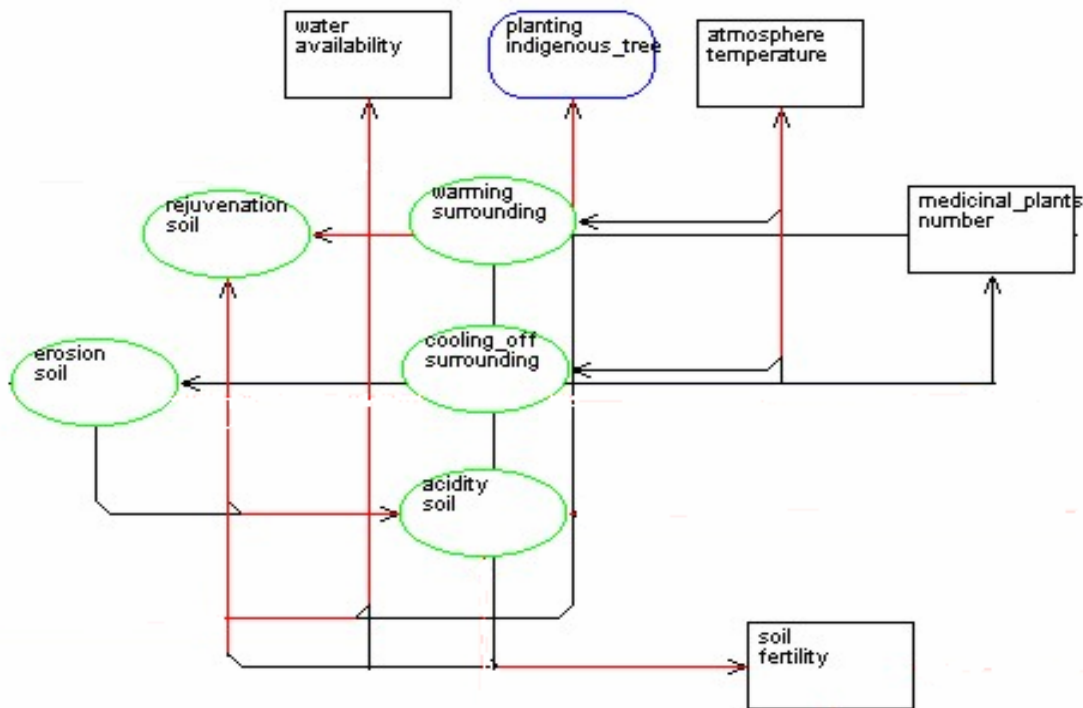 water
availability
planting
indigenous_tree
atmosphere
temperature
rejuvenation
soil
warming
surrounding
medicinal_plants
number
erosion
soil
cooling_off
surrounding
acidity
soil
soil
fertility